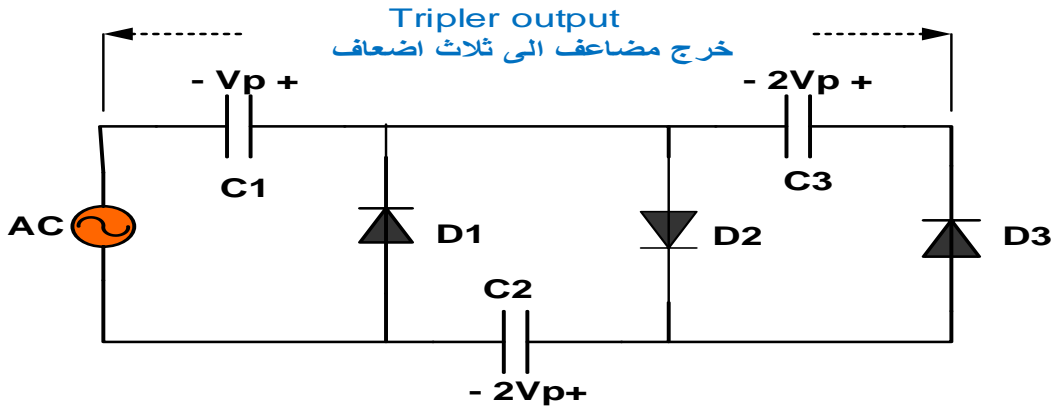 Tripler output
خرج مضاعف الى ثلاث اضعاف
- Vp +
- 2Vp +
C1
C3
AC
D1
D2
D3
C2
- 2Vp+